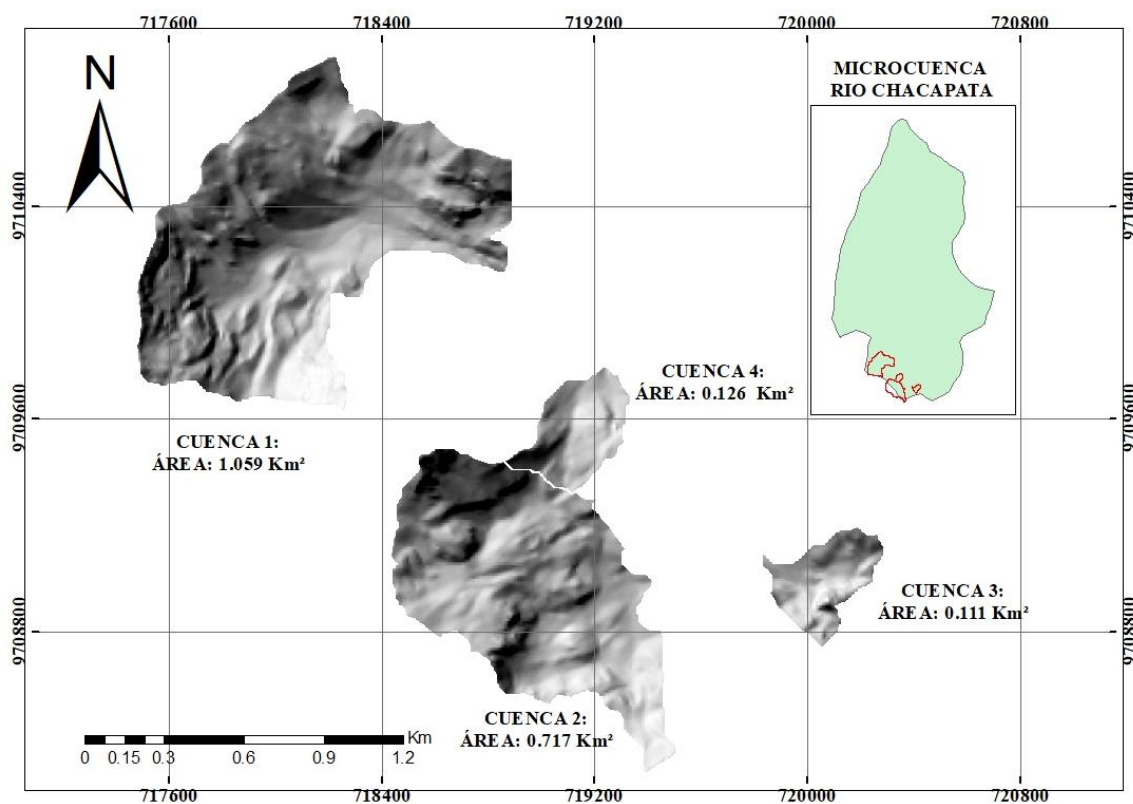 717600
718400
719200
720000
720800
N
MICROCUENCA
RIO CHACAPATA
9710400
9710400
CUENCA 4:
ÁREA: 0.126 Km²
9709600
9709600
CUENCA 1:
ÁREA: 1.059 Km²
CUENCA 3:
ÁREA: 0.111 Km²
9708800
9708800
CUENCA 2:
ÁREA: 0.717 Km²
Km
0 0.15 0.3 0.6 0.9 1.2
717600
718400
719200
720000
720800